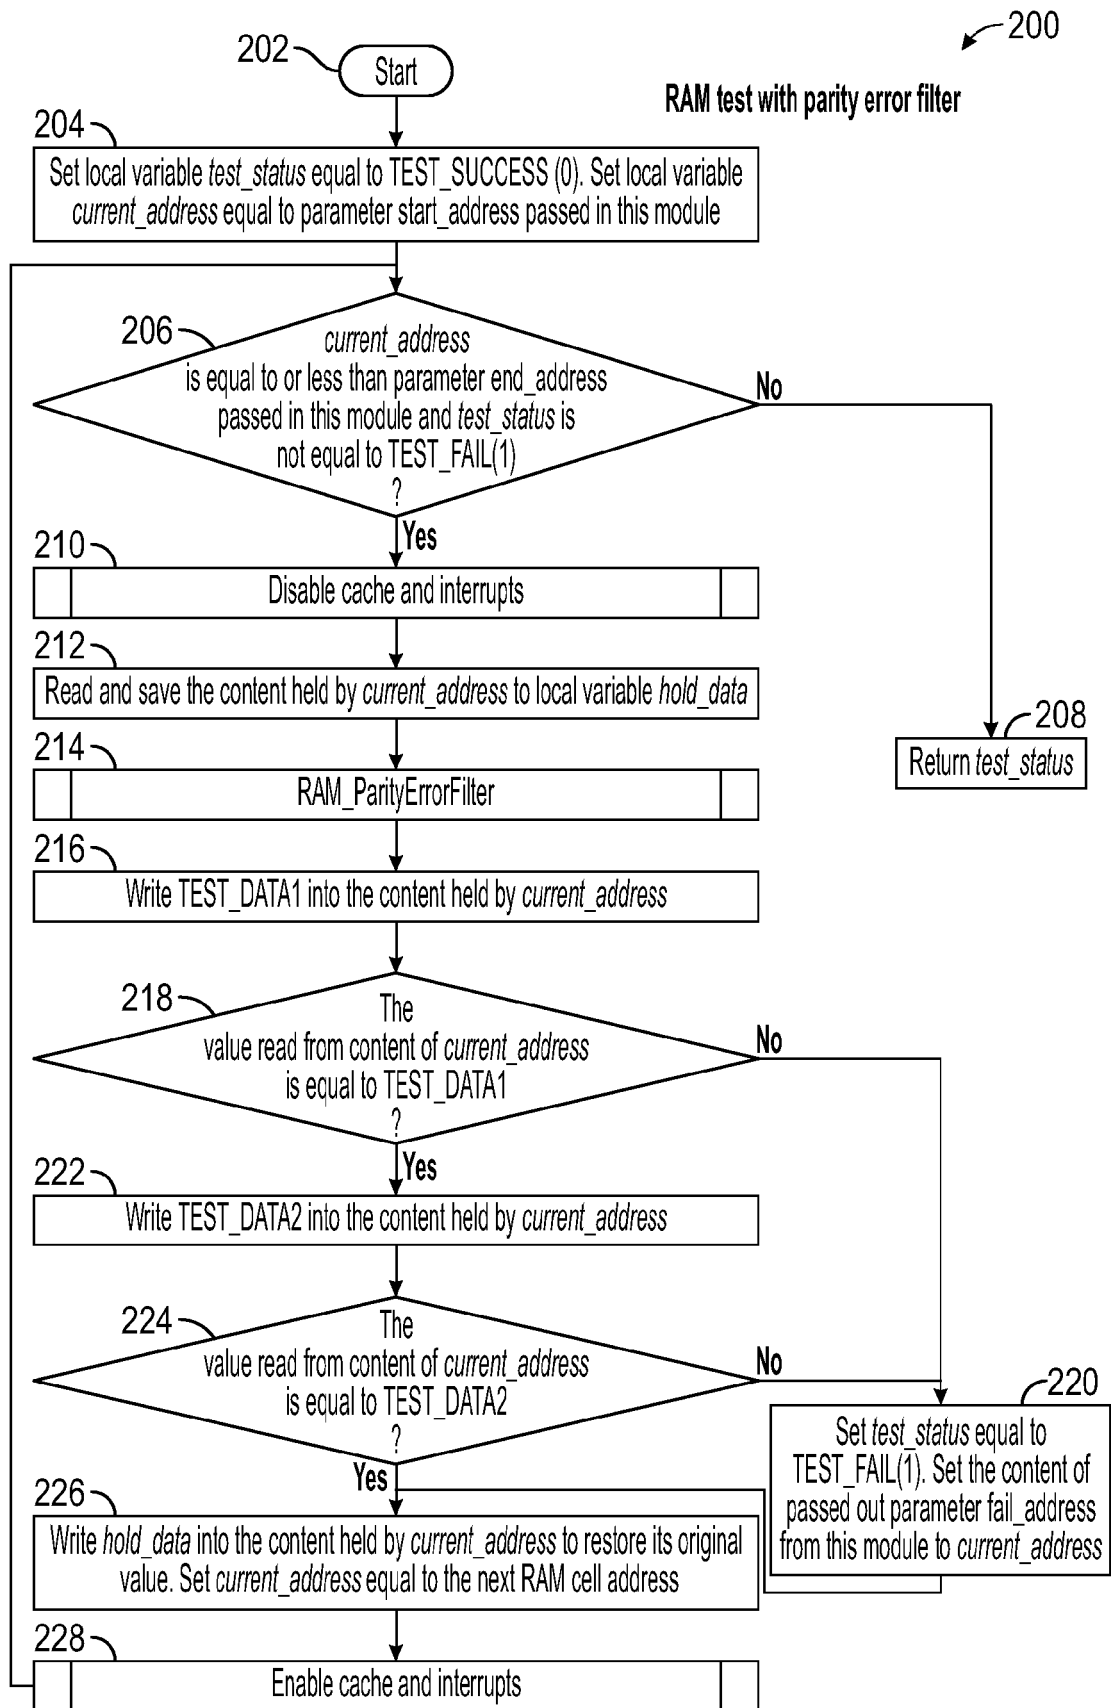 200
202
Start
RAM test with parity error filter
204
Set local variable test_status equal to TEST_SUCCESS (0). Set local variable
current_address equal to parameter start_address passed in this module
206
current_address
is equal to or less than parameter end_address
passed in this module and test_status is
not equal to TEST_FAIL(1)
?
No
Yes
208
Return test_status
210
Disable cache and interrupts
212
Read and save the content held by current_address to local variable hold_data
214
RAM_ParityErrorFilter
216
Write TEST_DATA1 into the content held by current_address
218
The
value read from content of current_address
is equal to TEST_DATA1
?
No
Yes
222
Write TEST_DATA2 into the content held by current_address
224
The
value read from content of current_address
is equal to TEST_DATA2
?
No
Yes
220
Set test_status equal to
TEST_FAIL(1). Set the content of
passed out parameter fail_address
from this module to current_address
226
Write hold_data into the content held by current_address to restore its original
value. Set current_address equal to the next RAM cell address
228
Enable cache and interrupts